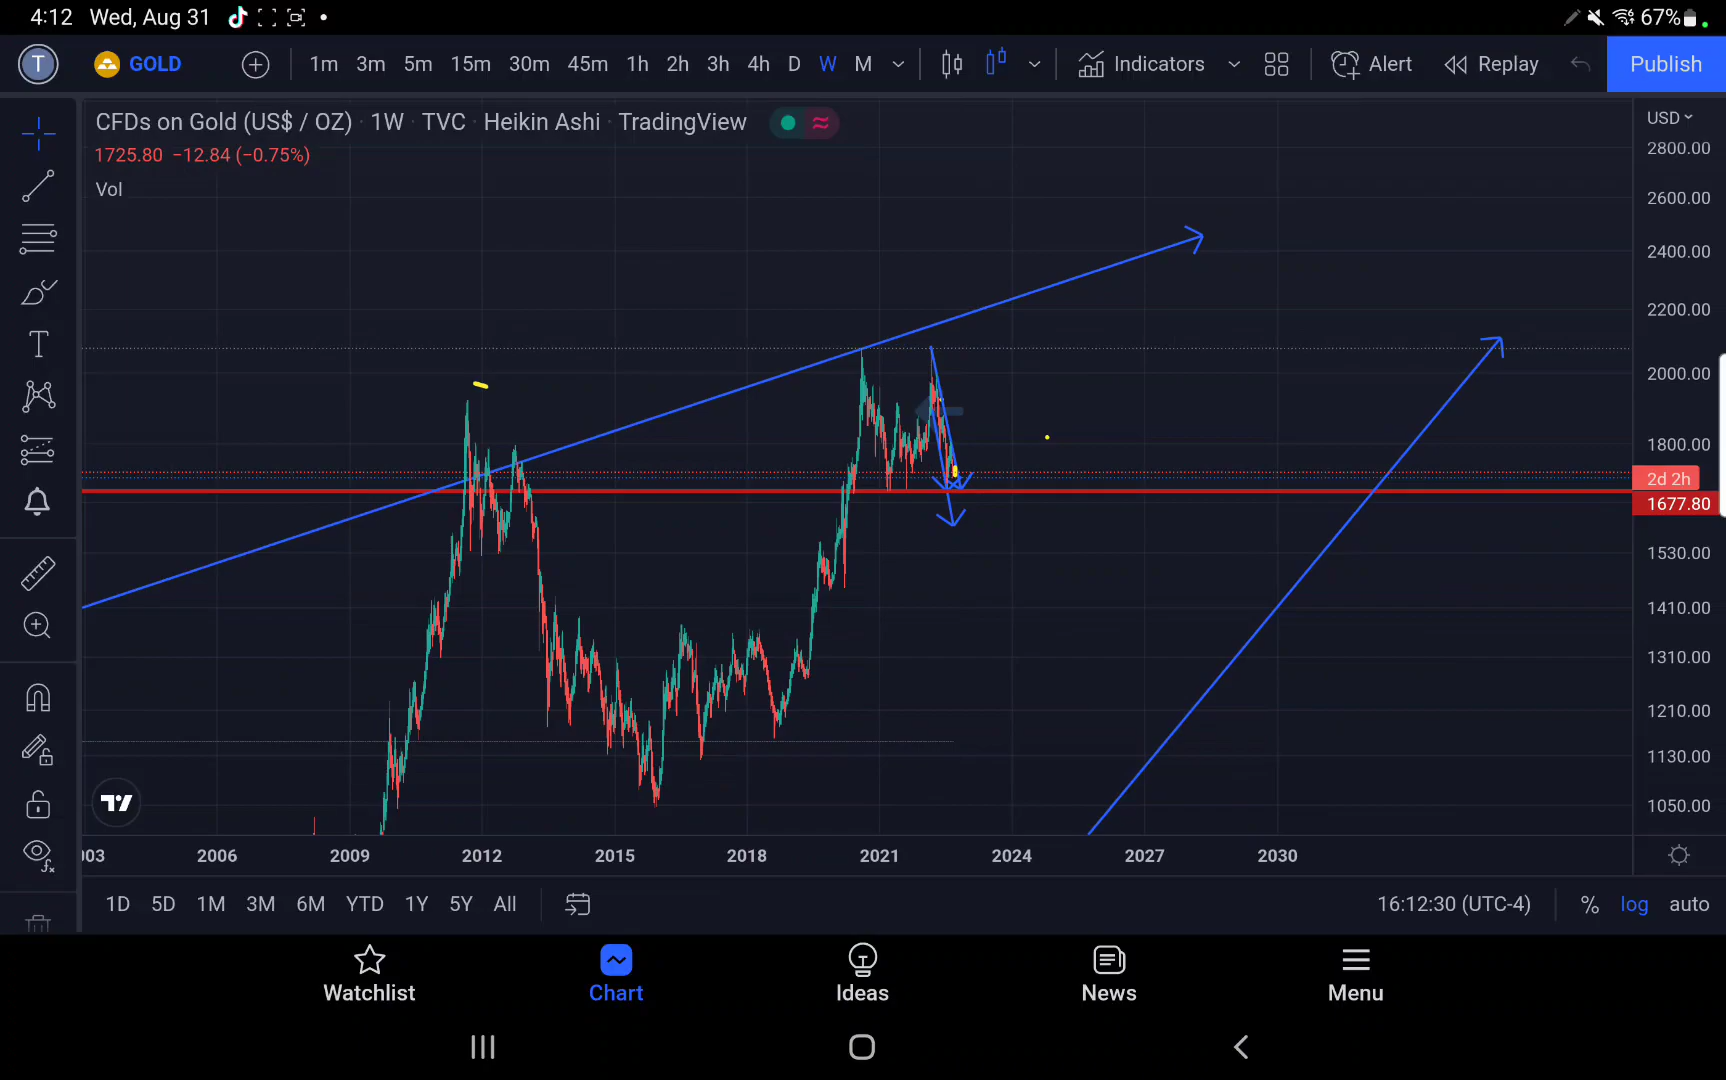 4:12 Wed, Aug 31 67%
T GOLD 1m 3m 5m 15m 30m 45m 1h 2h 3h 4h D W M Indicators Alert Replay Publish
CFDs on Gold (US$ / OZ) · 1W · TVC · Heikin Ashi · TradingView
1725.80 −12.84 (−0.75%)
Vol
USD
2800.00
2600.00
2400.00
2200.00
2000.00
1800.00
2d 2h
1677.80
1530.00
1410.00
1310.00
1210.00
1130.00
1050.00
003 2006 2009 2012 2015 2018 2021 2024 2027 2030
1D 5D 1M 3M 6M YTD 1Y 5Y All 16:12:30 (UTC-4) % log auto
Watchlist Chart Ideas News Menu